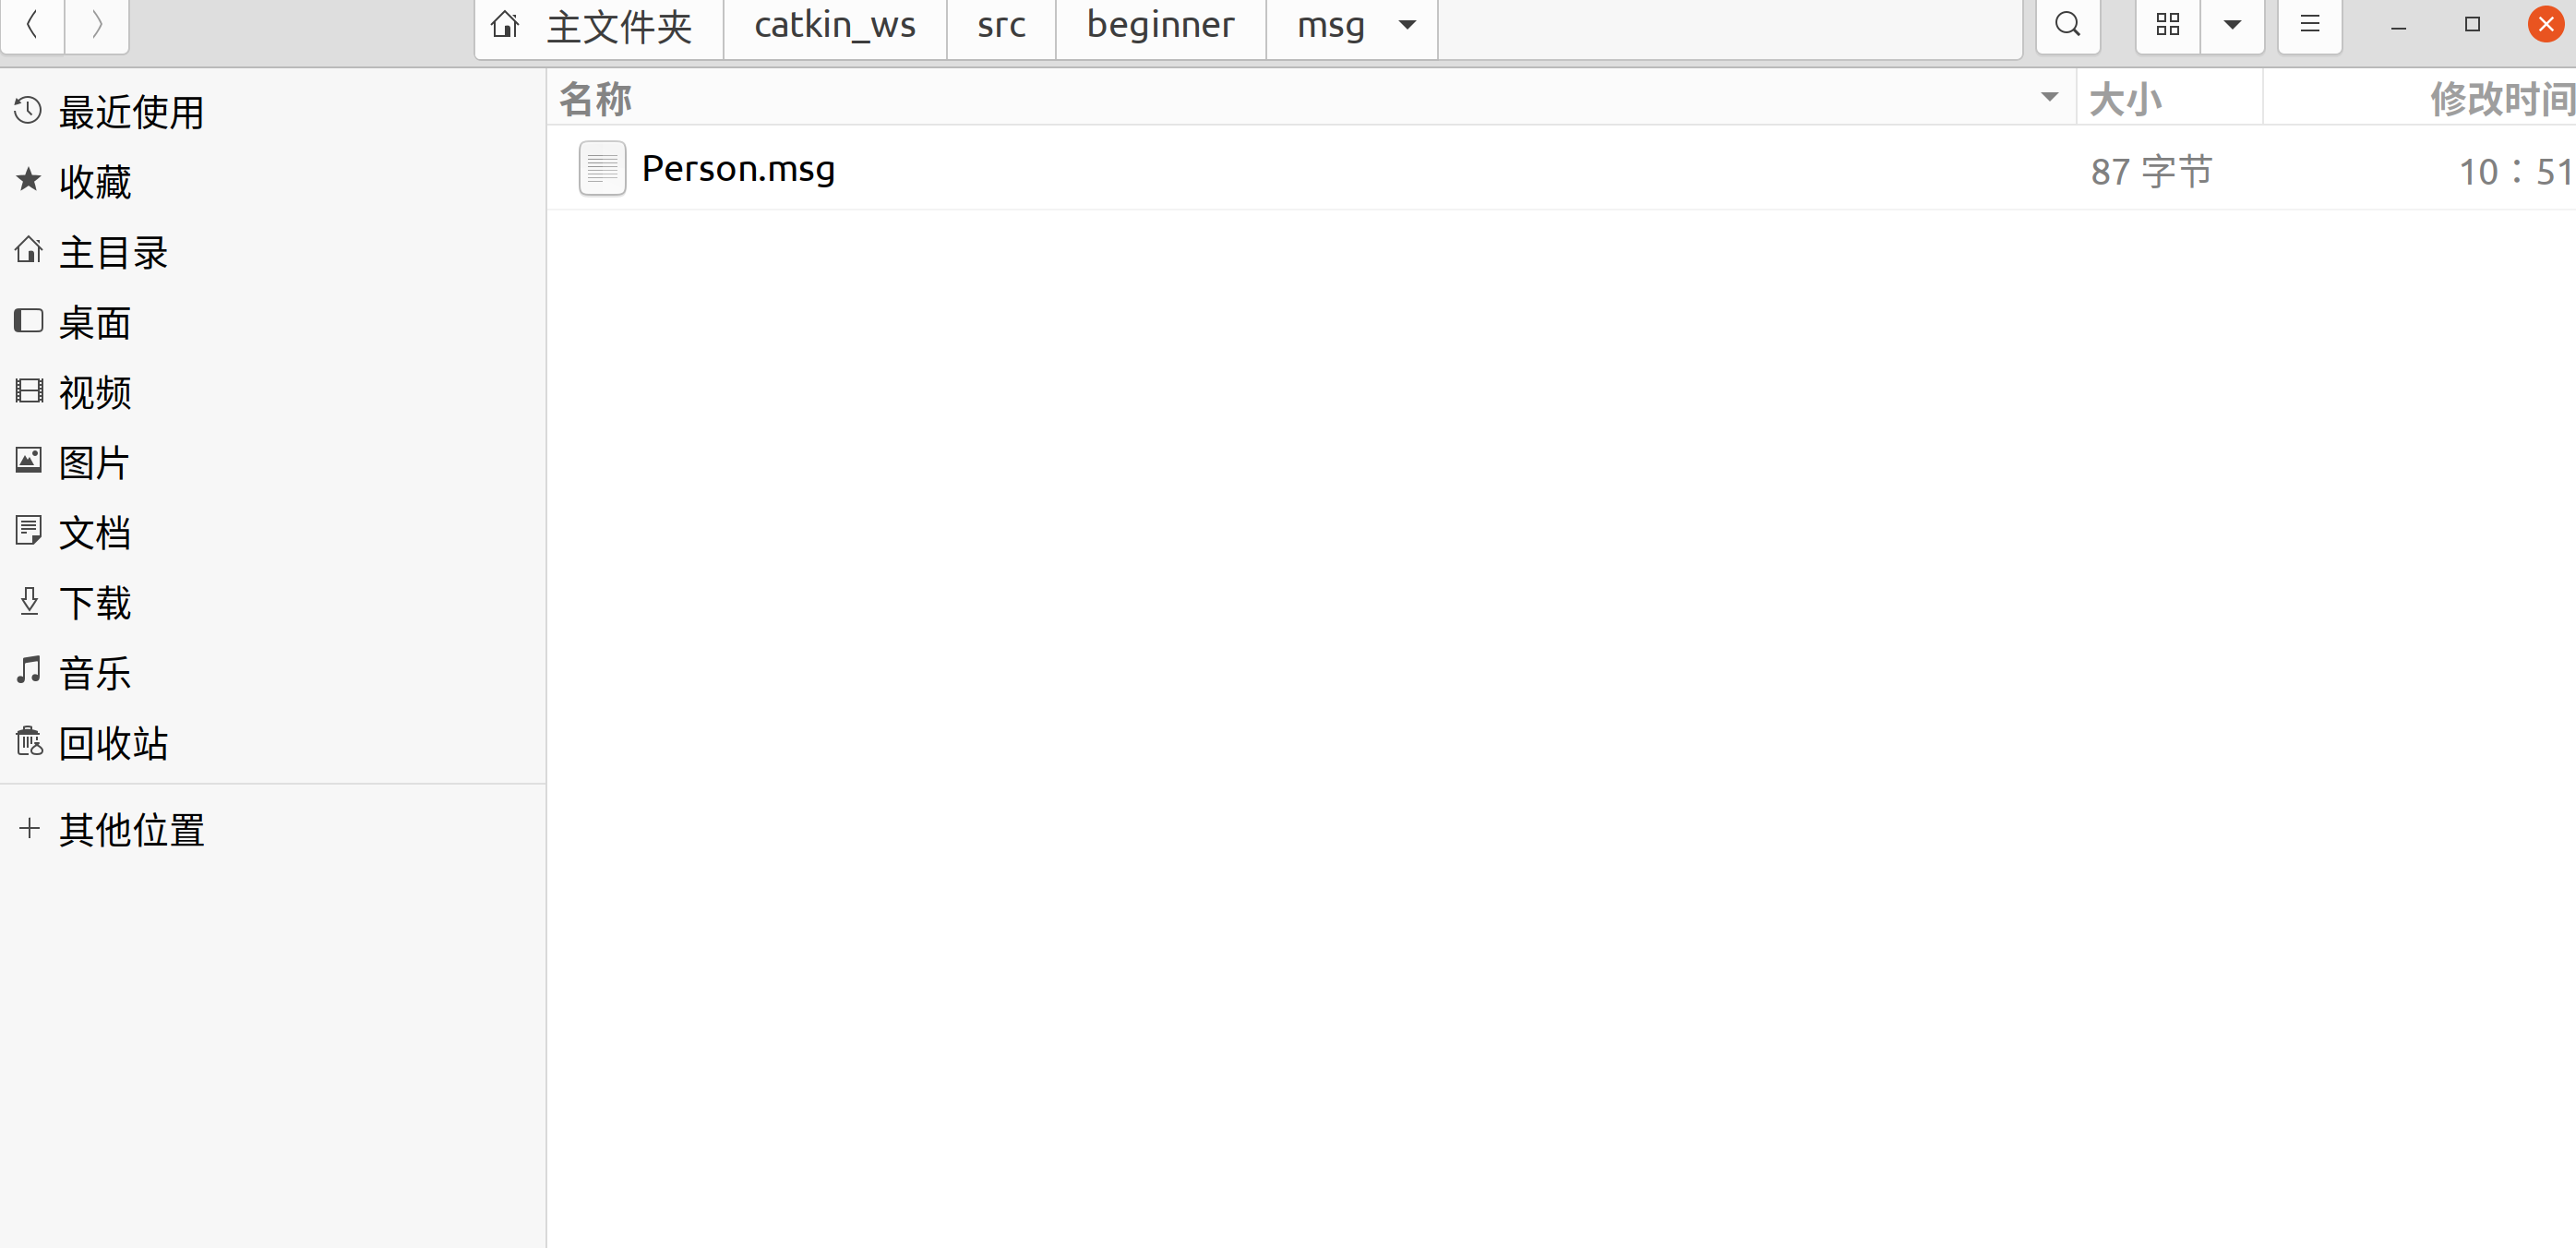 主文件夹 catkin_ws src beginner msg
名称 大小 修改时间
Person.msg 87 字节 10：51
最近使用
收藏
主目录
桌面
视频
图片
文档
下载
音乐
回收站
其他位置